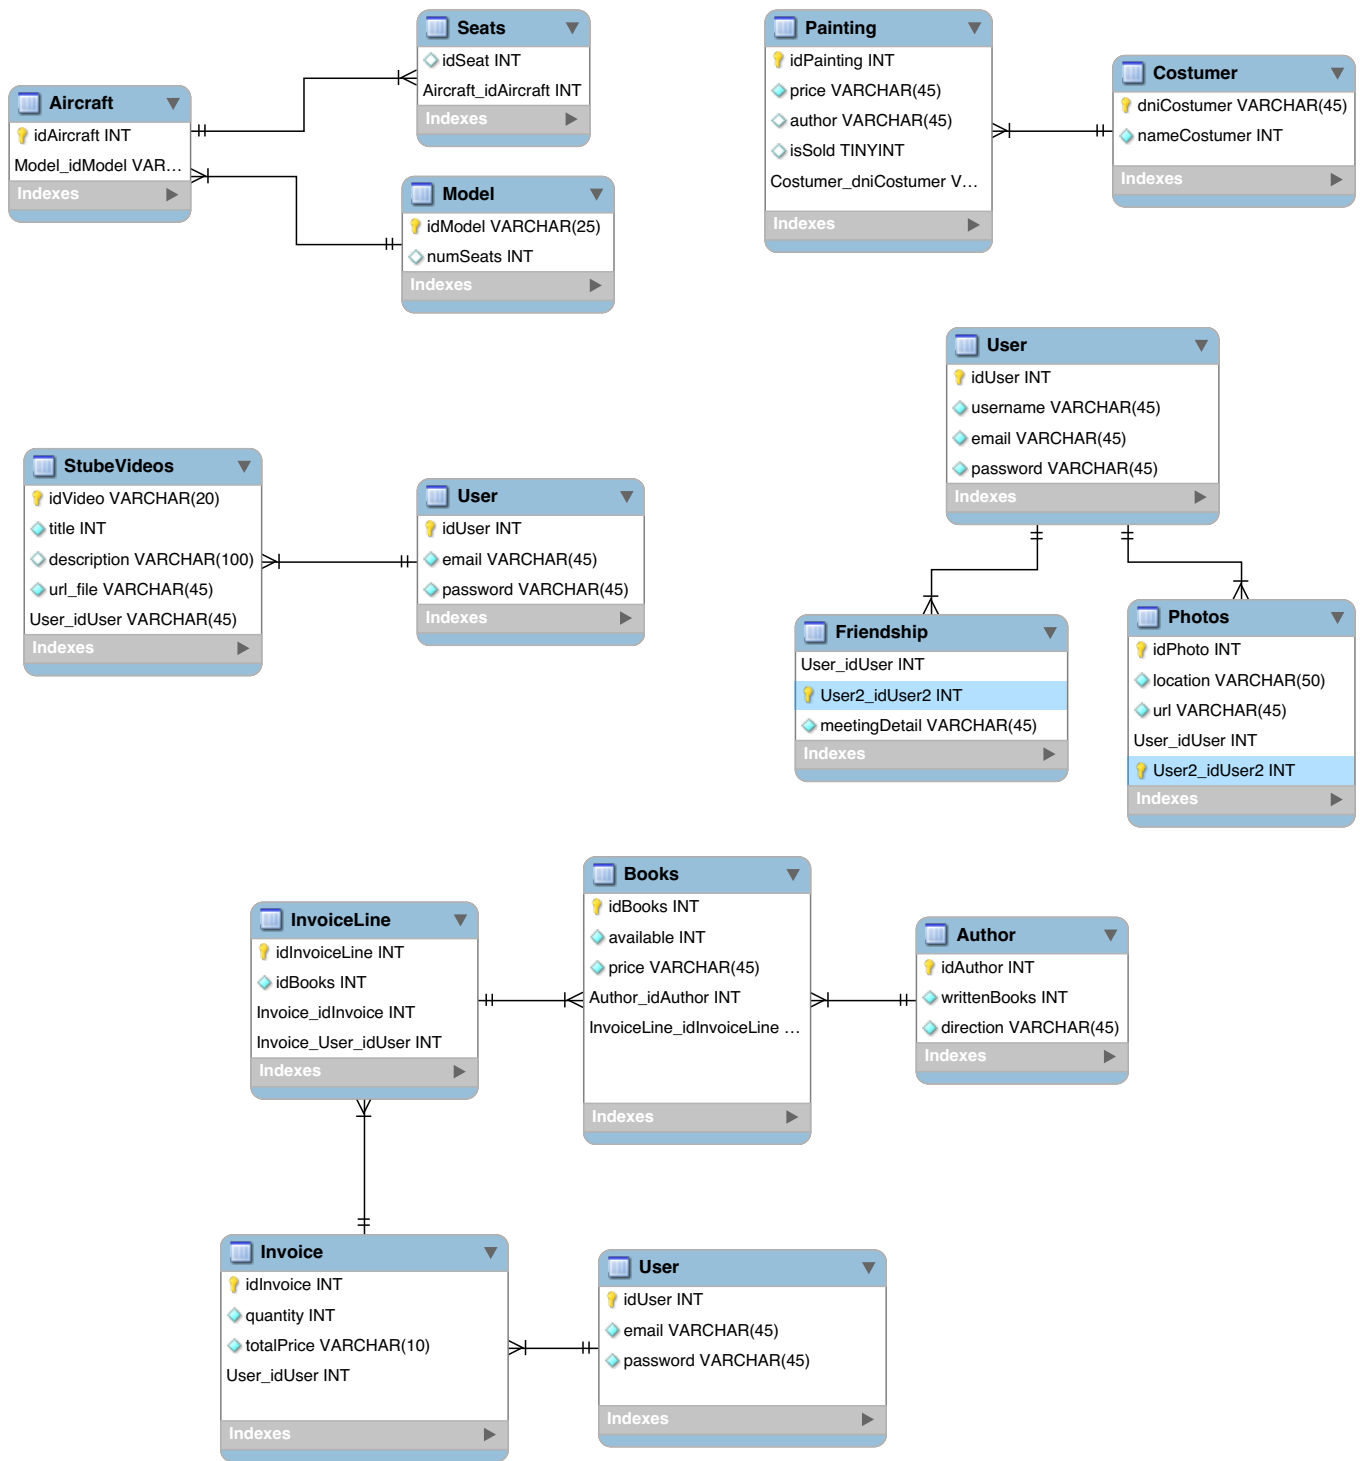 Seats
idSeat INT
Aircraft_idAircraft INT
Indexes
Aircraft
idAircraft INT
Model_idModel VAR...
Indexes
Model
idModel VARCHAR(25)
numSeats INT
Indexes
Painting
idPainting INT
price VARCHAR(45)
author VARCHAR(45)
isSold TINYINT
Costumer_dniCostumer V...
Indexes
Costumer
dniCostumer VARCHAR(45)
nameCostumer INT
Indexes
StubeVideos
idVideo VARCHAR(20)
title INT
description VARCHAR(100)
url_file VARCHAR(45)
User_idUser VARCHAR(45)
Indexes
User
idUser INT
email VARCHAR(45)
password VARCHAR(45)
Indexes
User
idUser INT
username VARCHAR(45)
email VARCHAR(45)
password VARCHAR(45)
Indexes
Friendship
User_idUser INT
User2_idUser2 INT
meetingDetail VARCHAR(45)
Indexes
Photos
idPhoto INT
location VARCHAR(50)
url VARCHAR(45)
User_idUser INT
User2_idUser2 INT
Indexes
InvoiceLine
idInvoiceLine INT
idBooks INT
Invoice_idInvoice INT
Invoice_User_idUser INT
Indexes
Books
idBooks INT
available INT
price VARCHAR(45)
Author_idAuthor INT
InvoiceLine_idInvoiceLine ...
Indexes
Author
idAuthor INT
writtenBooks INT
direction VARCHAR(45)
Indexes
Invoice
idInvoice INT
quantity INT
totalPrice VARCHAR(10)
User_idUser INT
Indexes
User
idUser INT
email VARCHAR(45)
password VARCHAR(45)
Indexes